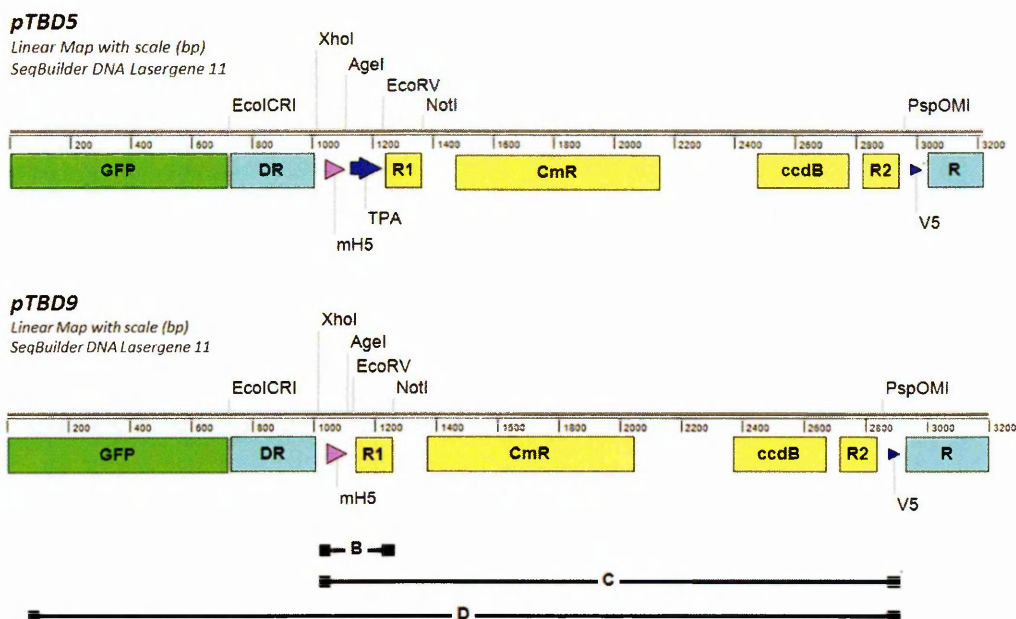 pTBD5
Linear Map with scale (bp)
SeqBuilder DNA Lasergene 11
XhoI
AgeI
EcoRV
EcoICRI
NotI
PspOMI
200 400 600 800 1000 1200 1400 1600 1800 2000 2200 2400 2600 2800 3000 3200
GFP DR R1 CmR ccdB R2 R
TPA
V5
mH5
pTBD9
Linear Map with scale (bp)
SeqBuilder DNA Lasergene 11
XhoI
AgeI
EcoRV
EcoICRI
NotI
PspOMI
200 400 600 800 1000 1200 1400 1600 1800 2000 2200 2400 2600 2800 3000 3200
GFP DR R1 CmR ccdB R2 R
mH5
V5
B
C
D